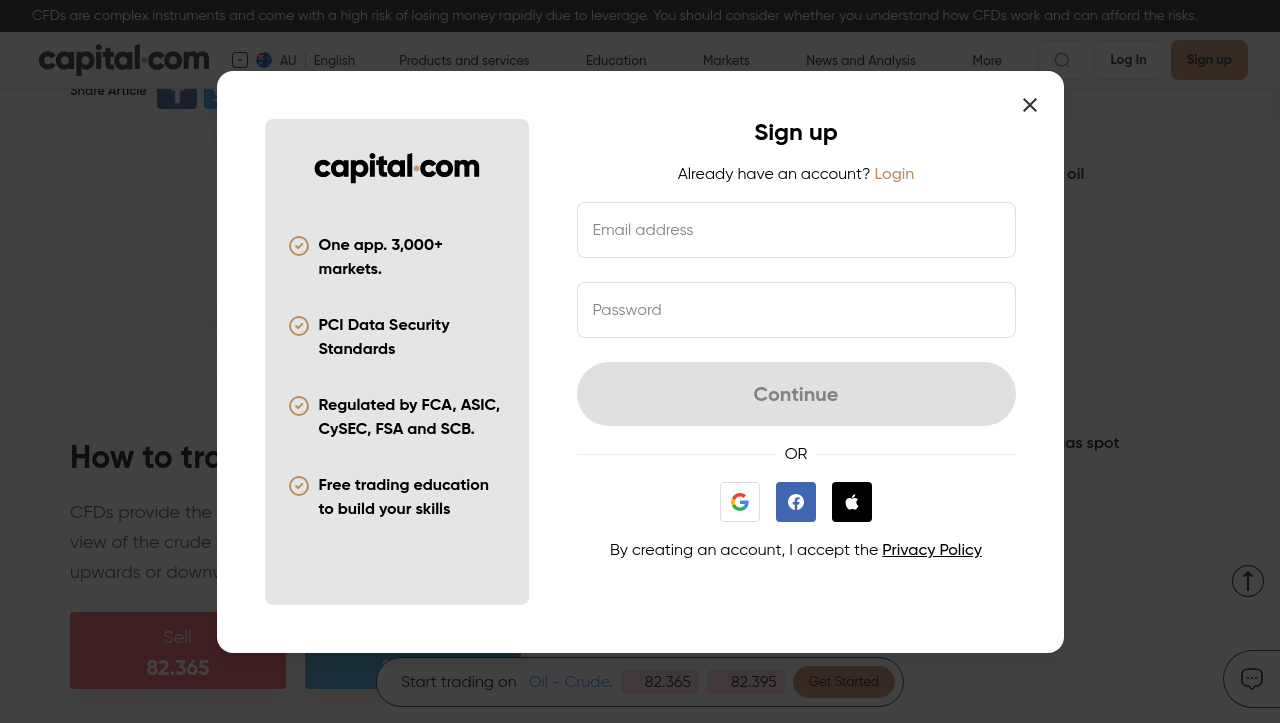 CFDs are complex instruments and come with a high risk of losing money rapidly due to leverage. You should consider whether you understand how CFDs work and can afford the risks.
capital.com
AU English Products and services Education Markets News and Analysis More Log In Sign up
Share Article
Sign up
Already have an account? Login
Email address
Password
Continue
OR
By creating an account, I accept the Privacy Policy
capital.com
One app. 3,000+
markets.
PCI Data Security
Standards
Regulated by FCA, ASIC,
CySEC, FSA and SCB.
Free trading education
to build your skills
oil
as spot
How to
CFDs provide the
view of the crude
upwards or
Sell
82.365
Start trading on Oil - Crude. 82.365 82.395 Get Started